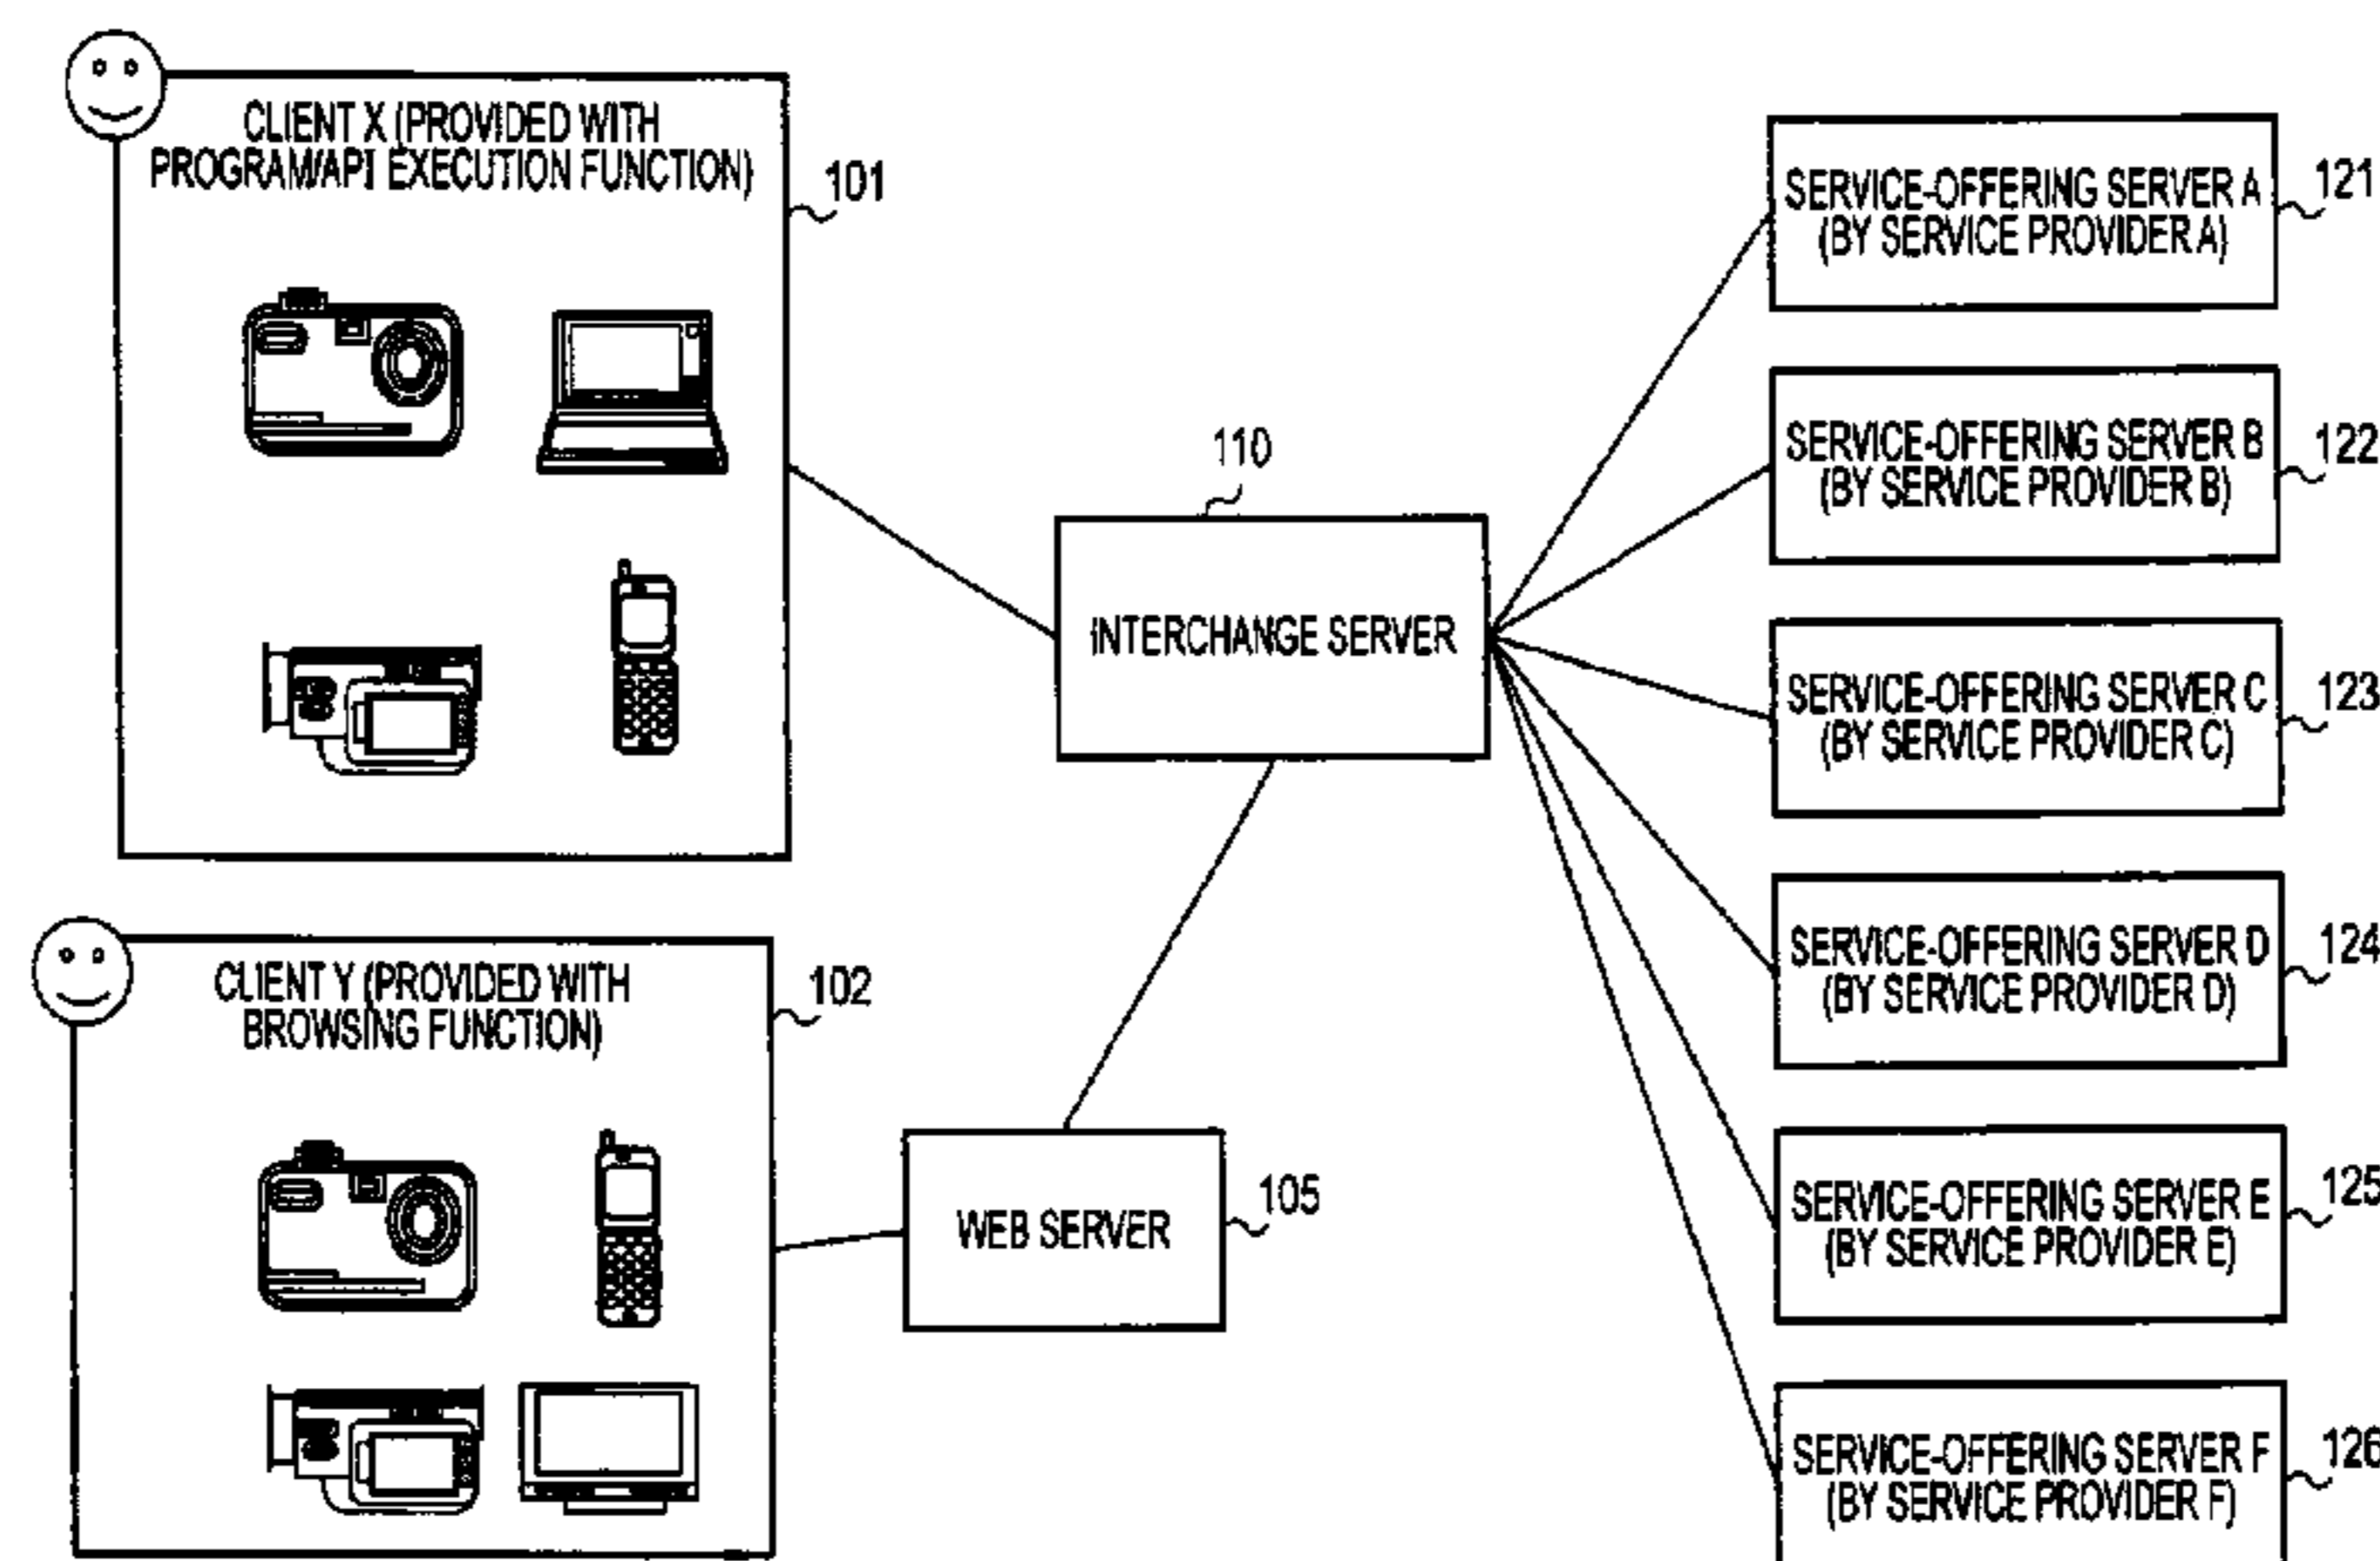 CLIENT X (PROVIDED WITH
PROGRAM/API EXECUTION FUNCTION)
101
CLIENT Y (PROVIDED WITH
BROWSING FUNCTION)
102
110
INTERCHANGE SERVER
WEB SERVER
105
SERVICE-OFFERING SERVER A
(BY SERVICE PROVIDER A)
121
SERVICE-OFFERING SERVER B
(BY SERVICE PROVIDER B)
122
SERVICE-OFFERING SERVER C
(BY SERVICE PROVIDER C)
123
SERVICE-OFFERING SERVER D
(BY SERVICE PROVIDER D)
124
SERVICE-OFFERING SERVER E
(BY SERVICE PROVIDER E)
125
SERVICE-OFFERING SERVER F
(BY SERVICE PROVIDER F)
126